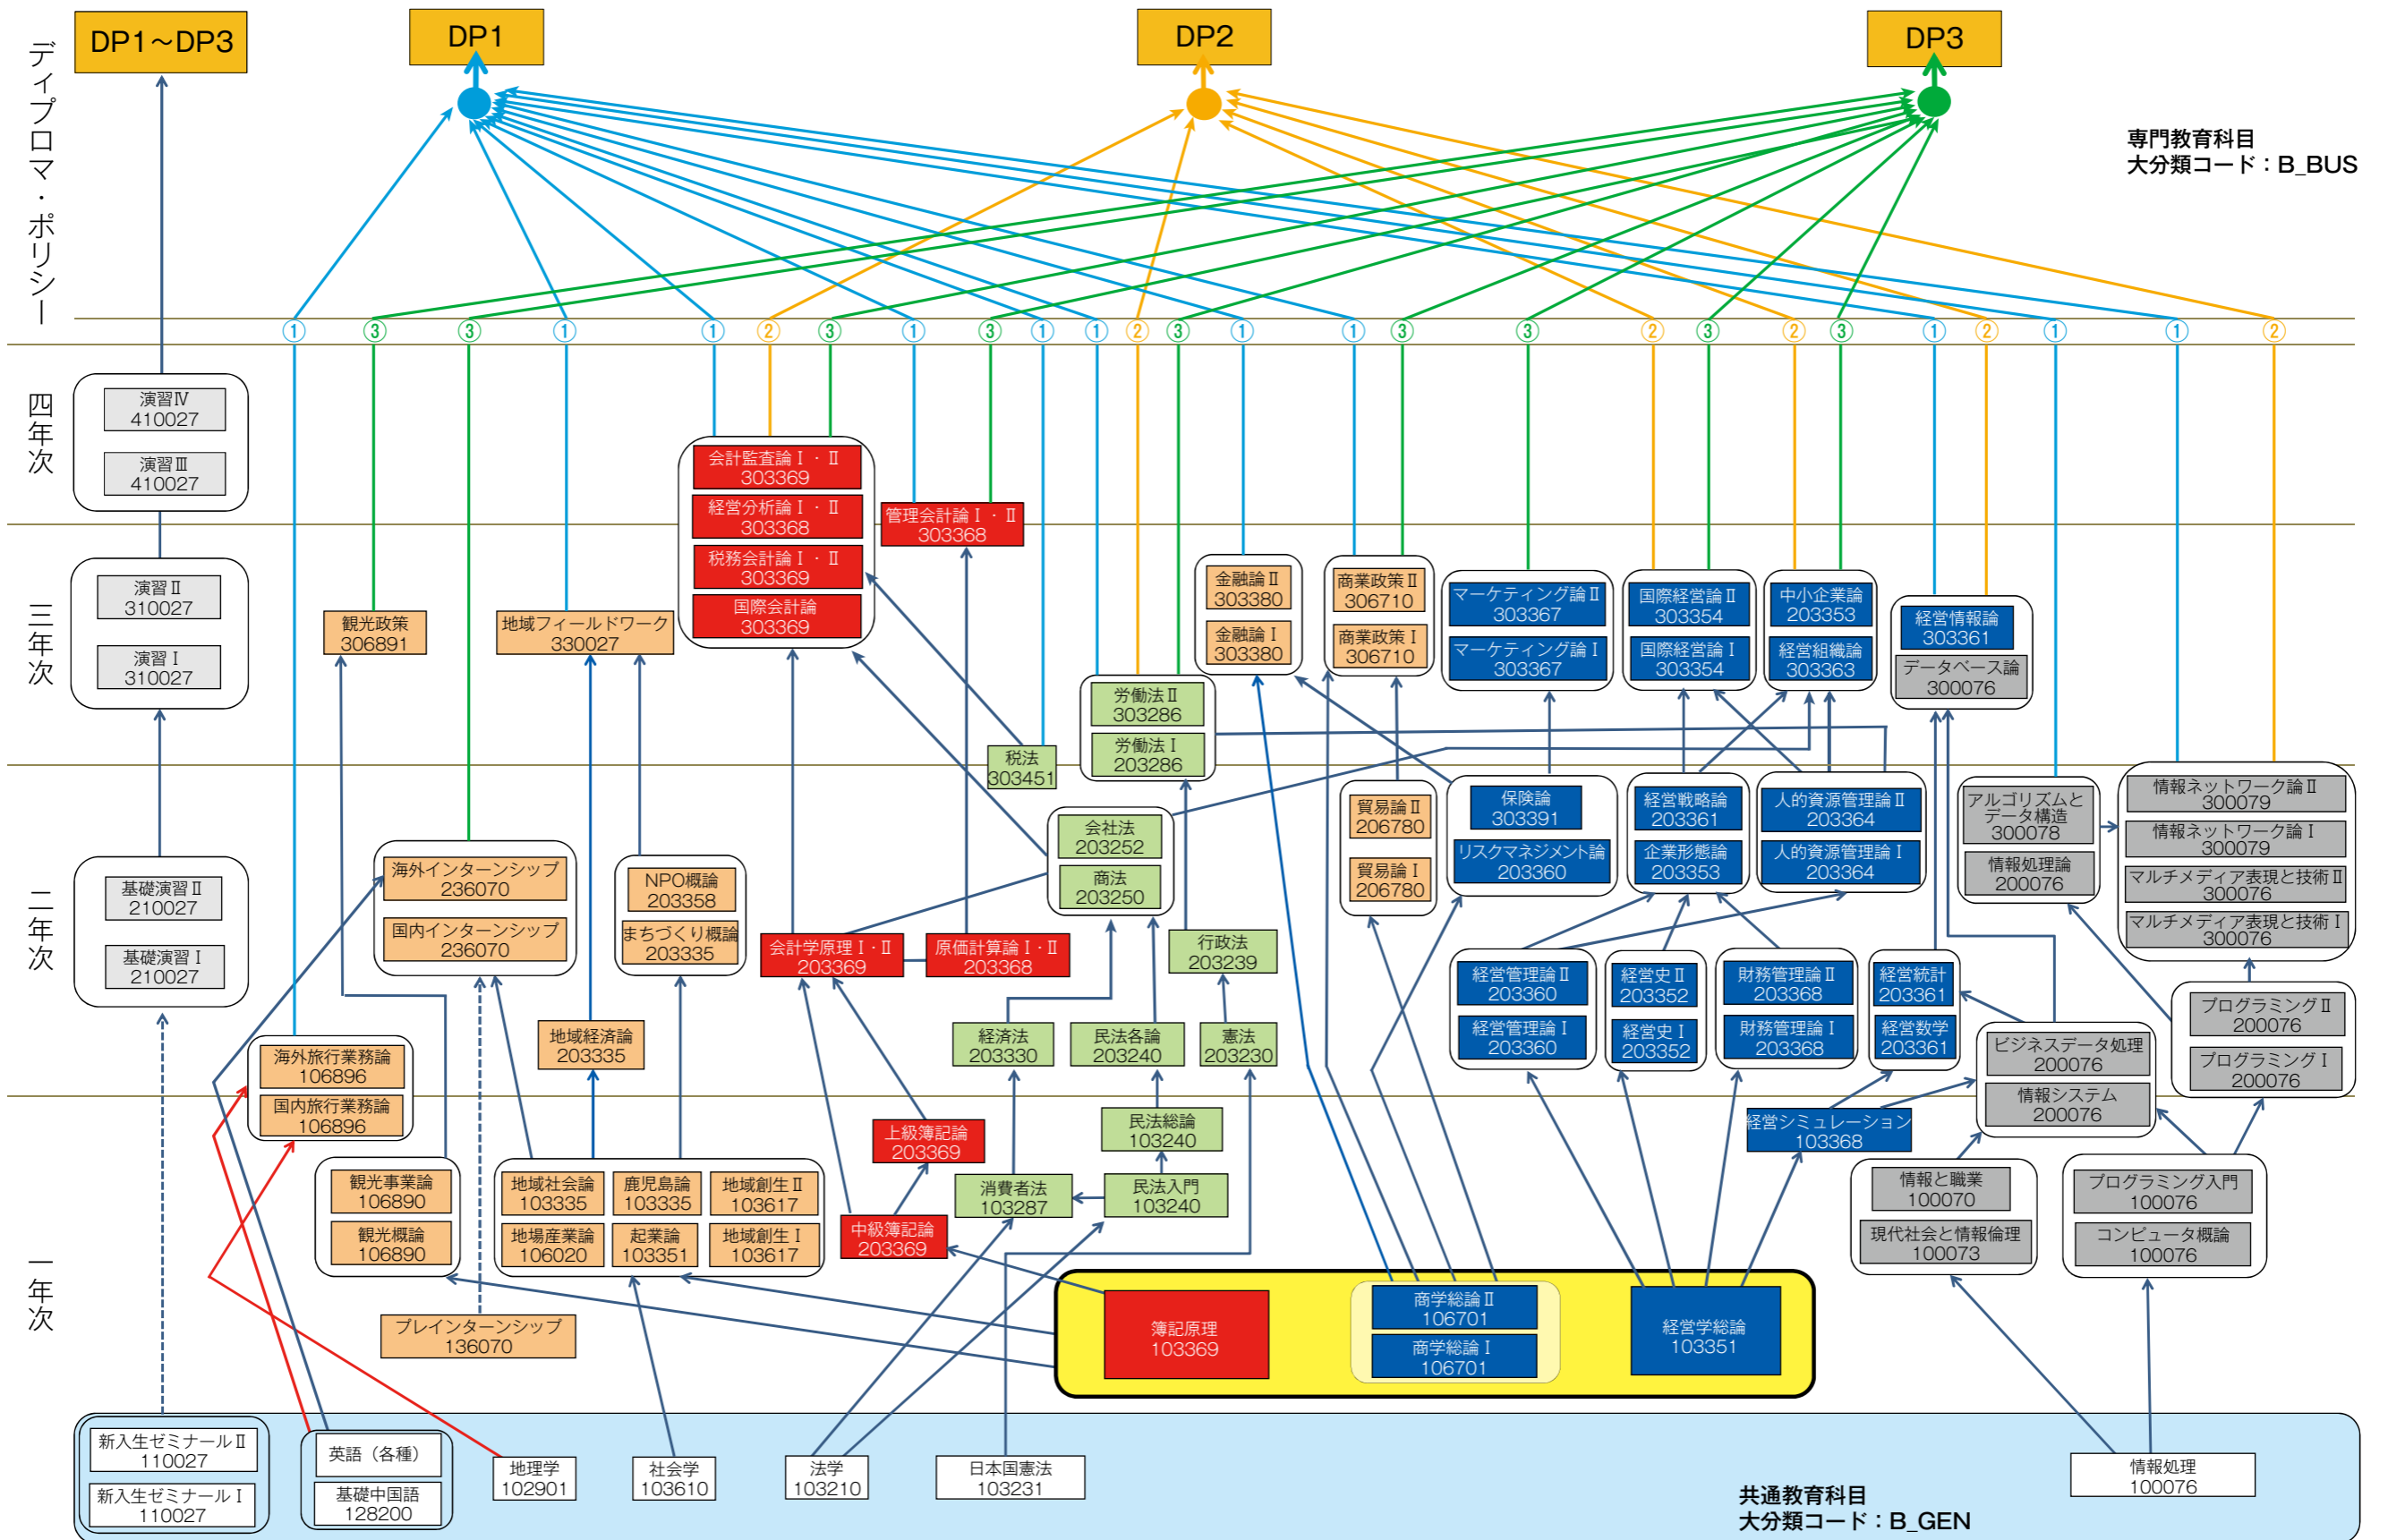 ディプロマ・ポリシー
DP1～DP3
DP1
DP2
DP3
専門教育科目
大分類コード：B_BUS
① ③ ③ ① ① ② ③ ① ③ ① ① ② ③ ① ① ③ ③ ② ③ ② ③ ① ② ① ① ②
四年次
演習Ⅳ
410027
演習Ⅲ
410027
会計監査論Ⅰ・Ⅱ
303369
経営分析論Ⅰ・Ⅱ
303368
税務会計論Ⅰ・Ⅱ
303369
国際会計論
303369
管理会計論Ⅰ・Ⅱ
303368
三年次
演習Ⅱ
310027
演習Ⅰ
310027
観光政策
306891
地域フィールドワーク
330027
税法
303451
労働法Ⅱ
303286
労働法Ⅰ
203286
金融論Ⅱ
303380
金融論Ⅰ
303380
商業政策Ⅱ
306710
商業政策Ⅰ
306710
マーケティング論Ⅱ
303367
マーケティング論Ⅰ
303367
国際経営論Ⅱ
303354
国際経営論Ⅰ
303354
中小企業論
203353
経営組織論
303363
経営情報論
303361
データベース論
300076
二年次
基礎演習Ⅱ
210027
基礎演習Ⅰ
210027
海外インターンシップ
236070
国内インターンシップ
236070
NPO概論
203358
まちづくり概論
203335
会計学原理Ⅰ・Ⅱ
203369
原価計算論Ⅰ・Ⅱ
203368
会社法
203252
商法
203250
行政法
203239
貿易論Ⅱ
206780
貿易論Ⅰ
206780
保険論
303391
リスクマネジメント論
203360
経営戦略論
203361
企業形態論
203353
人的資源管理論Ⅱ
203364
人的資源管理論Ⅰ
203364
アルゴリズムと
データ構造
300078
情報処理論
200076
情報ネットワーク論Ⅱ
300079
情報ネットワーク論Ⅰ
300079
マルチメディア表現と技術Ⅱ
300076
マルチメディア表現と技術Ⅰ
300076
経営管理論Ⅱ
203360
経営管理論Ⅰ
203360
経営史Ⅱ
203352
経営史Ⅰ
203352
財務管理論Ⅱ
203368
財務管理論Ⅰ
203368
経営統計
203361
経営数学
203361
プログラミングⅡ
200076
プログラミングⅠ
200076
ビジネスデータ処理
200076
情報システム
200076
海外旅行業務論
106896
国内旅行業務論
106896
地域経済論
203335
経済法
203330
民法各論
203240
憲法
203230
一年次
観光事業論
106890
観光概論
106890
地域社会論
103335
鹿児島論
103335
地域創生Ⅱ
103617
地場産業論
106020
起業論
103351
地域創生Ⅰ
103617
上級簿記論
203369
中級簿記論
203369
民法総論
103240
消費者法
103287
民法入門
103240
経営シミュレーション
103368
情報と職業
100070
現代社会と情報倫理
100073
プログラミング入門
100076
コンピュータ概論
100076
プレインターンシップ
136070
簿記原理
103369
商学総論Ⅱ
106701
商学総論Ⅰ
106701
経営学総論
103351
新入生ゼミナールⅡ
110027
新入生ゼミナールⅠ
110027
英語（各種）
基礎中国語
128200
地理学
102901
社会学
103610
法学
103210
日本国憲法
103231
情報処理
100076
共通教育科目
大分類コード：B_GEN